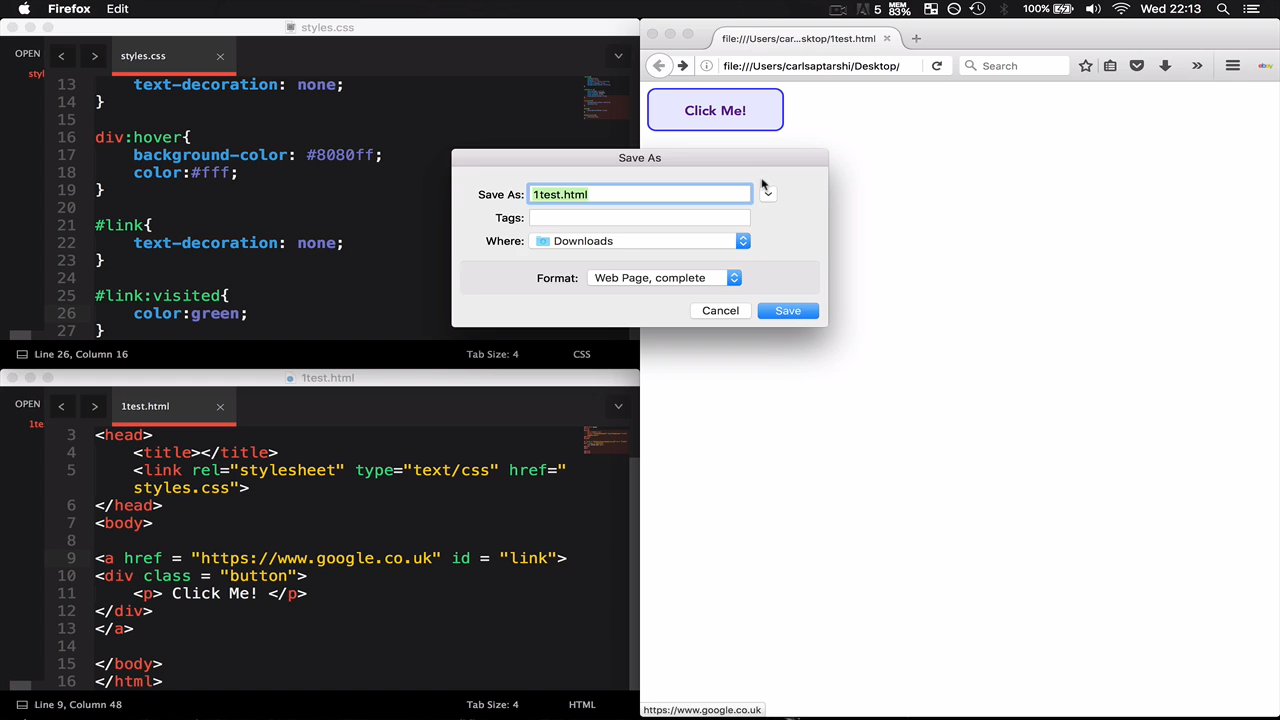 Firefox Edit 5 MEM 83% 100% Wed 22:13
styles.css
OPEN styles.css
13 text-decoration: none;
14 }
15
16 div:hover{
17 background-color: #8080ff;
18 color:#fff;
19 }
20
21 #link{
22 text-decoration: none;
23 }
24
25 #link:visited{
26 color:green;
27 }
Line 26, Column 16 Tab Size: 4 CSS
1test.html
OPEN 1test.html
1te
3 <head>
4 <title></title>
5 <link rel="stylesheet" type="text/css" href="
styles.css">
6 </head>
7 <body>
8
9 <a href = "https://www.google.co.uk" id = "link">
10 <div class = "button">
11 <p> Click Me! </p>
12 </div>
13 </a>
14
15 </body>
16 </html>
Line 9, Column 48 Tab Size: 4 HTML
file:///Users/car...sktop/1test.html
file:///Users/carlsaptarshi/Desktop/ Search ebay
Click Me!
Save As
Save As: 1test.html
Tags:
Where: Downloads
Format: Web Page, complete
Cancel Save
https://www.google.co.uk